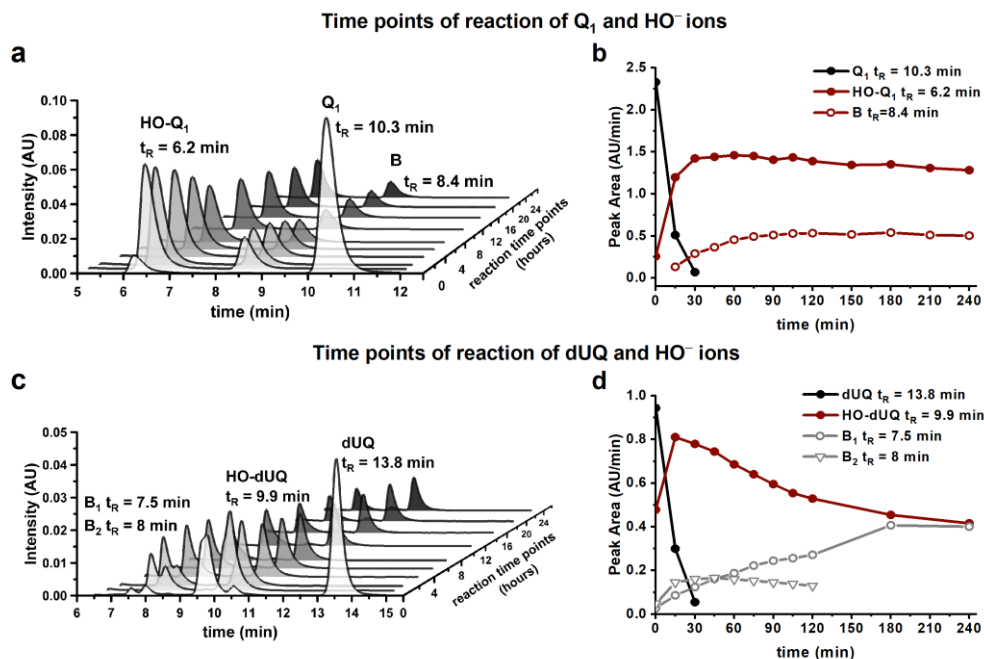 Time points of reaction of Q₁ and HO⁻ ions
a
Intensity (AU)
0.10
0.08
0.06
0.04
0.02
0.00
HO-Q₁
tR = 6.2 min
Q₁
tR = 10.3 min
B
tR = 8.4 min
5 6 7 8 9 10 11 12
time (min)
0 4 8 12 16 20 24
reaction time points
(hours)
b
Peak Area (AU/min)
2.5
2.0
1.5
1.0
0.5
0.0
Q₁ tR = 10.3 min
HO-Q₁ tR = 6.2 min
B tR=8.4 min
0 30 60 90 120 150 180 210 240
time (min)
Time points of reaction of dUQ and HO⁻ ions
c
Intensity (AU)
0.05
0.04
0.03
0.02
0.01
0.00
B₁ tR = 7.5 min
B₂ tR = 8 min
HO-dUQ
tR = 9.9 min
dUQ
tR = 13.8 min
6 7 8 9 10 11 12 13 14 15
time (min)
0 4 8 12 16 20 24
reaction time points
(hours)
d
Peak Area (AU/min)
1.0
0.8
0.6
0.4
0.2
0.0
dUQ tR = 13.8 min
HO-dUQ tR = 9.9 min
B₁ tR = 7.5 min
B₂ tR = 8 min
0 30 60 90 120 150 180 210 240
time (min)